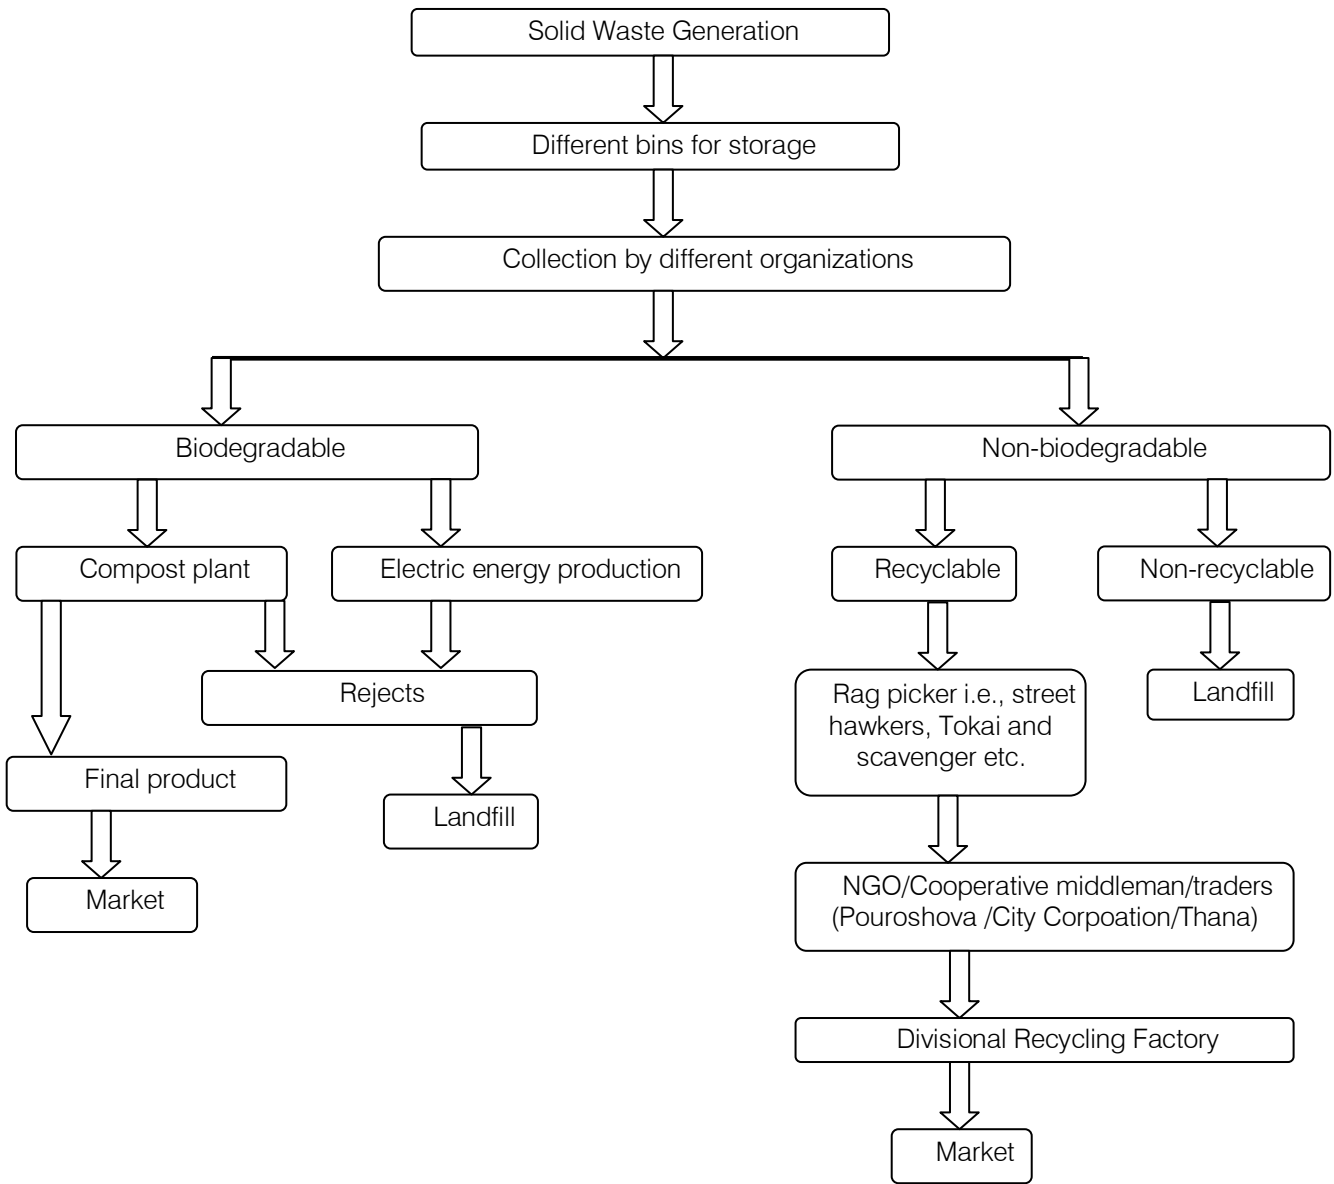 Solid Waste Generation
Different bins for storage
Collection by different organizations
Biodegradable
Non-biodegradable
Compost plant
Electric energy production
Recyclable
Non-recyclable
Rejects
Rag picker i.e., street
hawkers, Tokai and
scavenger etc.
Landfill
Final product
Landfill
Market
NGO/Cooperative middleman/traders
(Pouroshova /City Corpoation/Thana)
Divisional Recycling Factory
Market